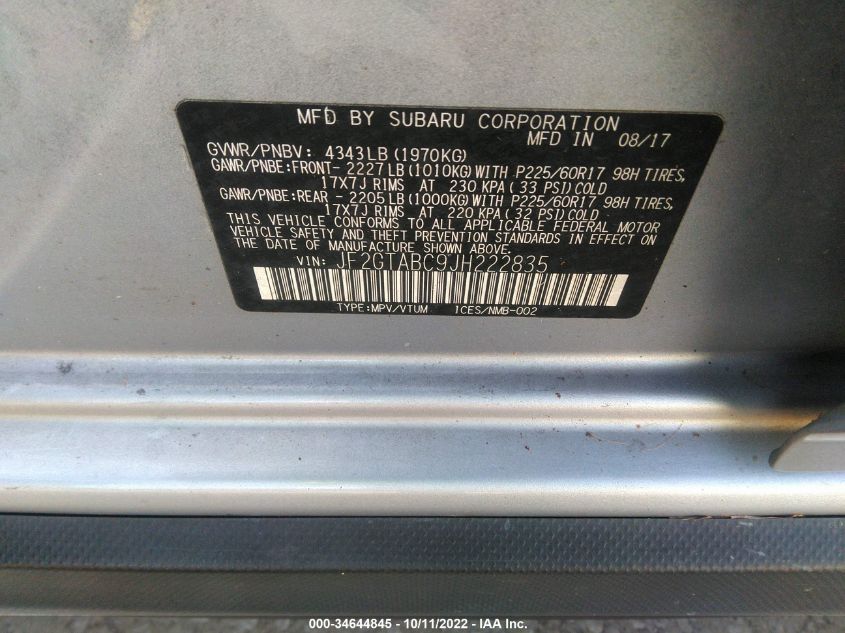 MFD BY SUBARU CORPORATION
MFD IN 08/17
GVWR/PNBV: 4343LB (1970KG)
GAWR/PNBE:FRONT- 2227LB(1010KG)WITH P225/60R17 98H TIRES,
17X7J RIMS AT 230 KPA( 33 PSI)COLD
GAWR/PNBE:REAR - 2205LB(1000KG)WITH P225/60R17 98H TIRES,
17X7J RIMS AT 220 KPA( 32 PSI)COLD
THIS VEHICLE CONFORMS TO ALL APPLICABLE FEDERAL MOTOR
VEHICLE SAFETY AND THEFT PREVENTION STANDARDS IN EFFECT ON
THE DATE OF MANUFACTURE SHOWN ABOVE.
VIN: JF2GTABC9JH222835
TYPE:MPV/VTUM ICES/NMB-002
000-34644845 - 10/11/2022 - IAA Inc.